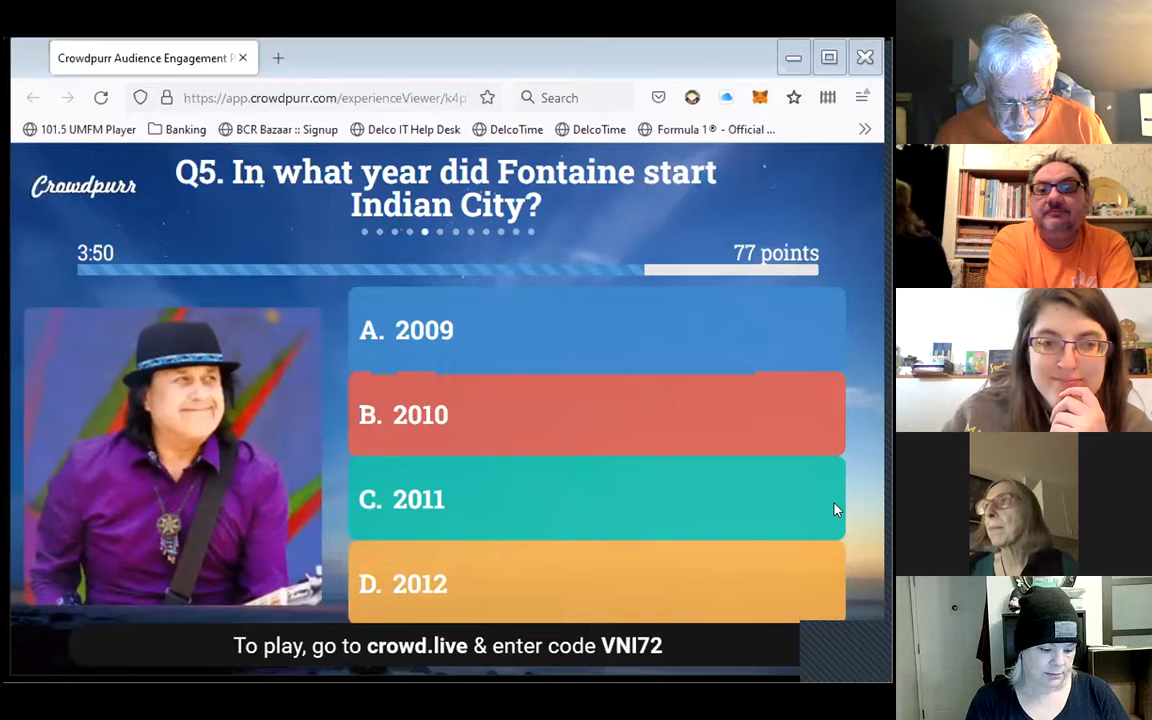 Crowdpurr Audience Engagement P
https://app.crowdpurr.com/experienceViewer/k4p
Search
101.5 UMFM Player
Banking
BCR Bazaar :: Signup
Delco IT Help Desk
DelcoTime
DelcoTime
Formula 1® - Official ...
Crowdpurr
Q5. In what year did Fontaine start
Indian City?
3:50
77 points
A. 2009
B. 2010
C. 2011
D. 2012
To play, go to crowd.live & enter code VNI72